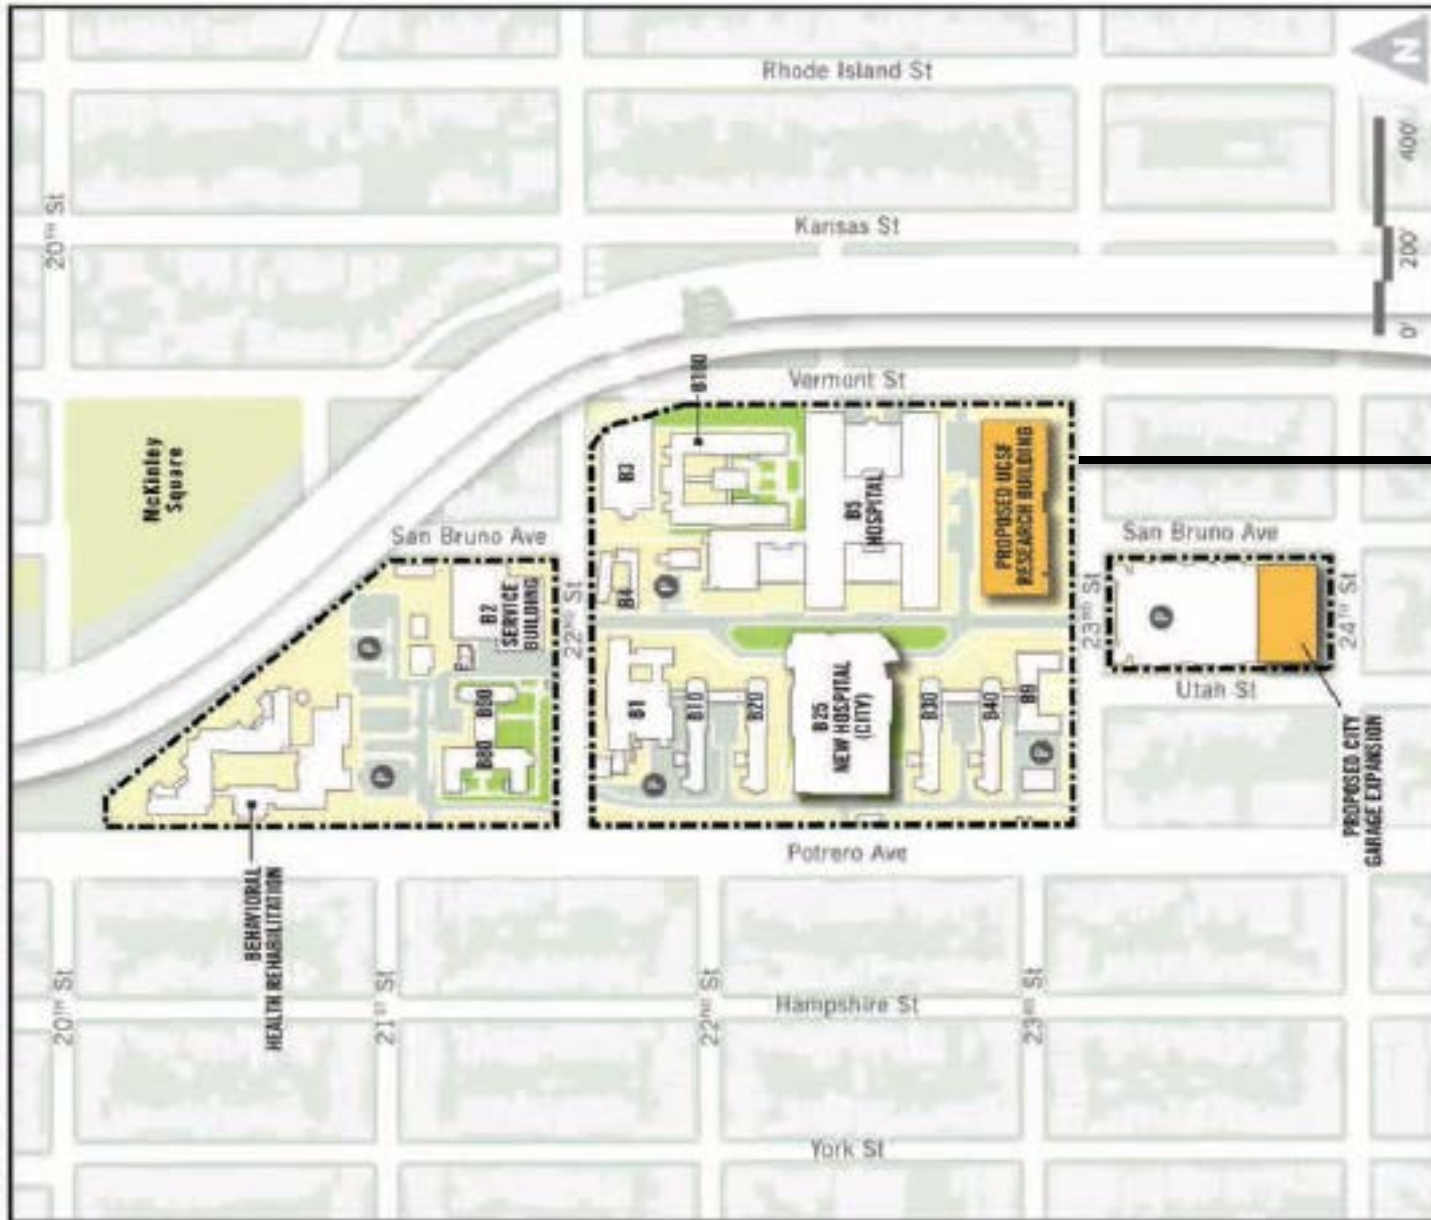 N
Rhode Island St
400'
200'
0'
20TH St
Kansas St
101
McKinley
Square
Vermont St
B100
San Bruno Ave
B3
B5
HOSPITAL
PROPOSED UCSF
RESEARCH BUILDING
San Bruno Ave
B4
P
B2
SERVICE
BUILDING
22ND St
23RD St
P
24TH St
P
B90
B80
P
B1
B10
B20
B25
NEW HOSPITAL
(CITY)
B30
B40
B9
P
P
Utah St
PROPOSED CITY
GARAGE EXPANSION
BEHAVIORAL
HEALTH REHABILITATION
Potrero Ave
20TH St
21ST St
22ND St
23RD St
Hampshire St
York St